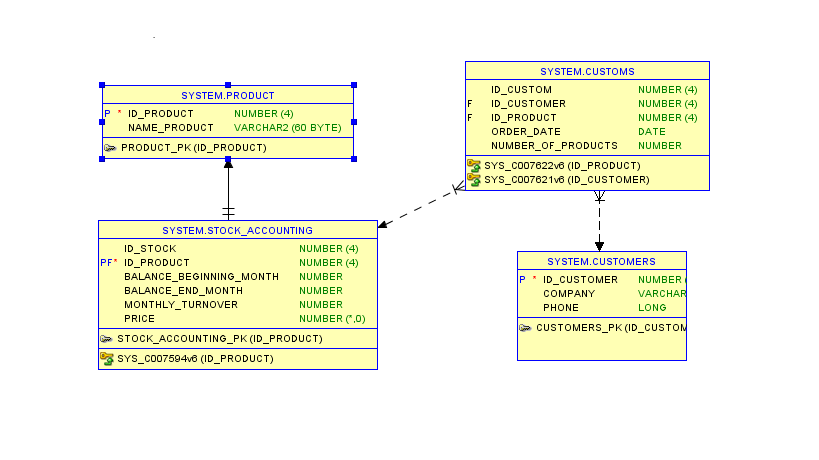 SYSTEM.PRODUCT
P * ID_PRODUCT NUMBER (4)
NAME_PRODUCT VARCHAR2 (60 BYTE)
PRODUCT_PK (ID_PRODUCT)
SYSTEM.CUSTOMS
ID_CUSTOM NUMBER (4)
F ID_CUSTOMER NUMBER (4)
F ID_PRODUCT NUMBER (4)
ORDER_DATE DATE
NUMBER_OF_PRODUCTS NUMBER
SYS_C007622v6 (ID_PRODUCT)
SYS_C007621v6 (ID_CUSTOMER)
SYSTEM.STOCK_ACCOUNTING
ID_STOCK NUMBER (4)
PF* ID_PRODUCT NUMBER (4)
BALANCE_BEGINNING_MONTH NUMBER
BALANCE_END_MONTH NUMBER
MONTHLY_TURNOVER NUMBER
PRICE NUMBER (*,0)
STOCK_ACCOUNTING_PK (ID_PRODUCT)
SYS_C007594v6 (ID_PRODUCT)
SYSTEM.CUSTOMERS
P * ID_CUSTOMER NUMBER (
COMPANY VARCHAR
PHONE LONG
CUSTOMERS_PK (ID_CUSTOM